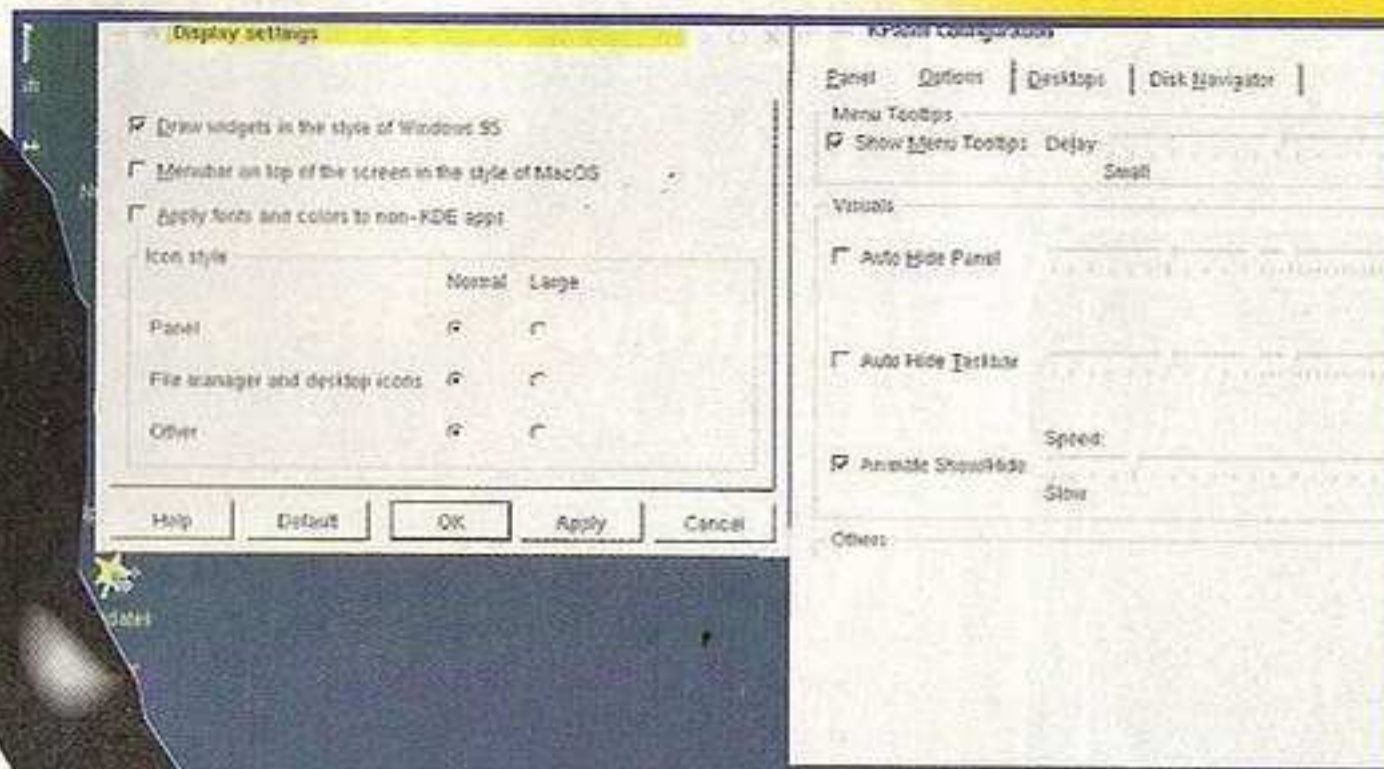 Display settings
Draw widgets in the style of Windows 95
Menubar on top of the screen in the style of MacOS
Apply fonts and colors to non-KDE apps
Icon style
Normal Large
Panel
File manager and desktop icons
Other
Help Default OK Apply Cancel
dates
KPanel Configuration
Panel Options Desktops Disk Navigator
Menu Tooltips
Show Menu Tooltips Delay:
Small
Visuals
Auto Hide Panel
Auto Hide Taskbar
Speed:
Animate Show/Hide
Slow
Others